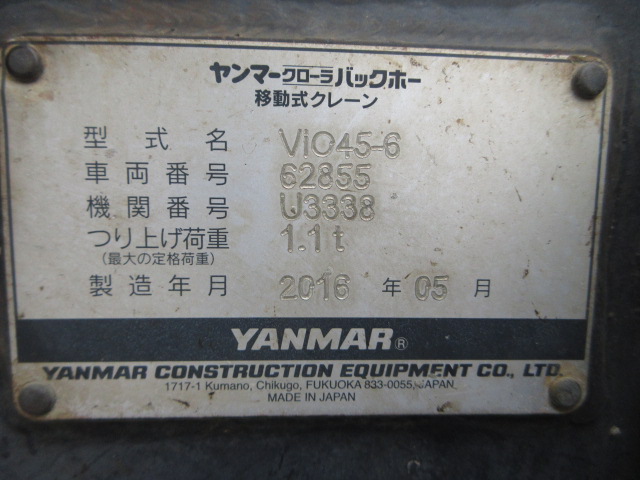 ヤンマークローラバックホー
移動式クレーン
型式名 ViO45-6
車両番号 62855
機関番号 U3338
つり上げ荷重 1.1t
(最大の定格荷重)
製造年月 2016 年 05 月
YANMAR®
YANMAR CONSTRUCTION EQUIPMENT CO., LTD.
1717-1 Kumano, Chikugo, FUKUOKA 833-0055, JAPAN
MADE IN JAPAN